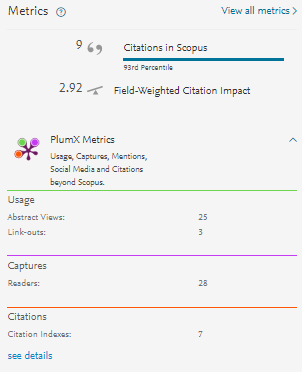 Metrics ? View all metrics >
9 Citations in Scopus
93rd Percentile
2.92 Field-Weighted Citation Impact
PlumX Metrics
Usage, Captures, Mentions,
Social Media and Citations
beyond Scopus.
Usage
Abstract Views: 25
Link-outs: 3
Captures
Readers: 28
Citations
Citation Indexes: 7
see details